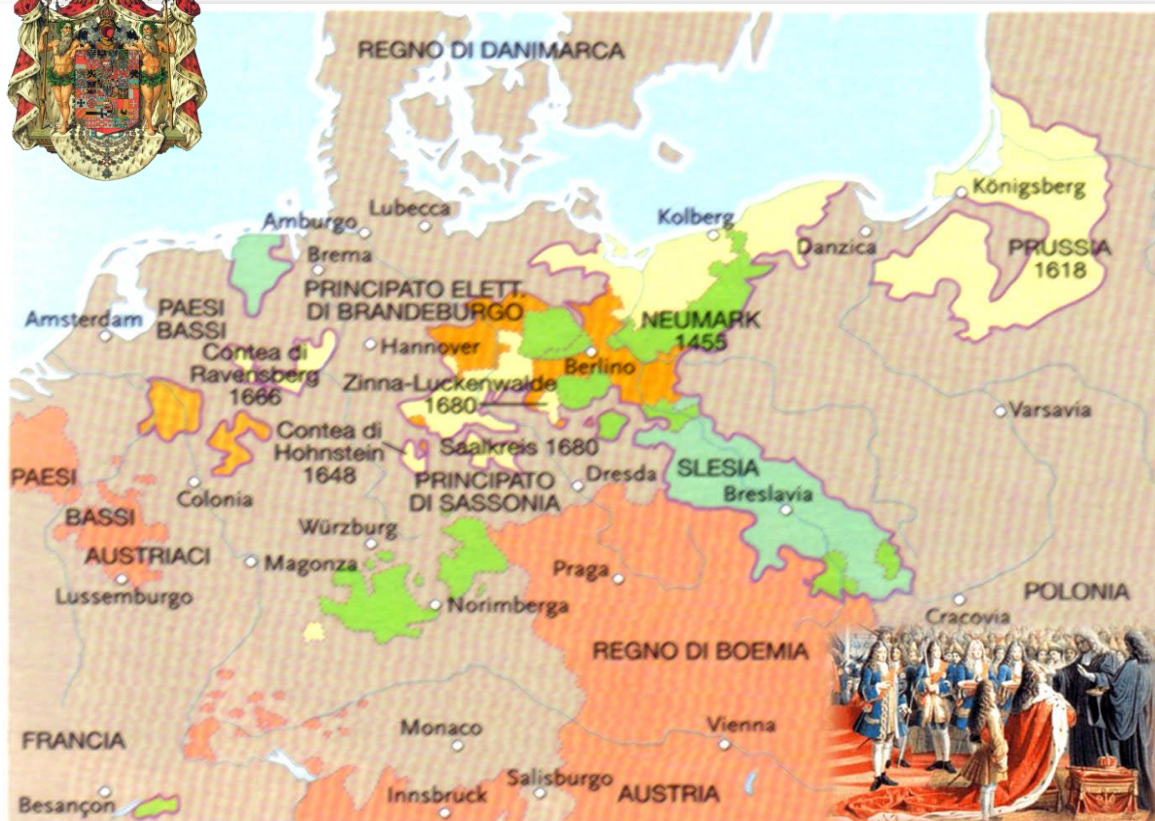 REGNO DI DANIMARCA
Königsberg
Lubecca
Amburgo
Kolberg
Danzica
PRUSSIA
1618
Brema
PRINCIPATO ELETT.
DI BRANDEBURGO
PAESI
BASSI
Amsterdam
NEUMARK
1455
Hannover
Contea di
Ravensberg
1666
Berlino
Zinna-Luckenwalde
1680
Varsavia
Contea di
Hohnstein
1648
Saalkreis 1680
PRINCIPATO
DI SASSONIA
Dresda
SLESIA
Breslavia
PAESI
BASSI
AUSTRIACI
Colonia
Würzburg
Magonza
Lussemburgo
Praga
Norimberga
POLONIA
Cracovia
REGNO DI BOEMIA
FRANCIA
Monaco
Vienna
Besançon
Innsbruck
Salisburgo
AUSTRIA